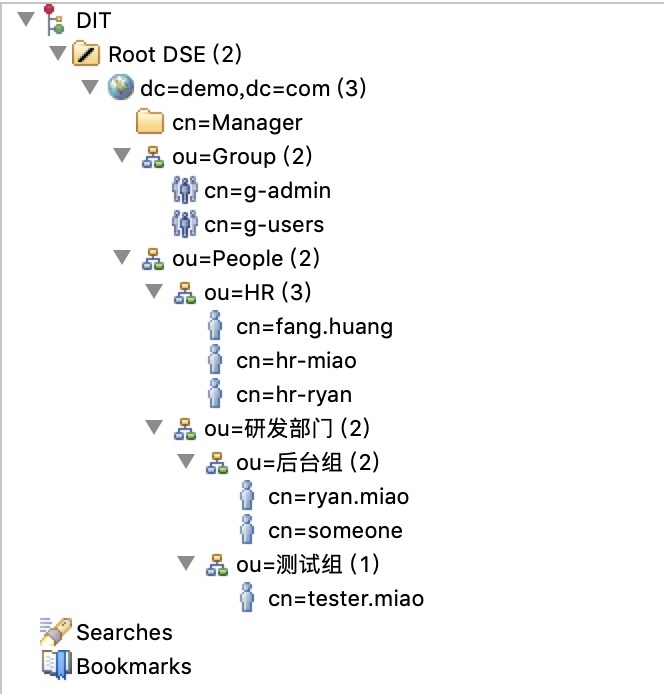 DIT
Root DSE (2)
dc=demo,dc=com (3)
cn=Manager
ou=Group (2)
cn=g-admin
cn=g-users
ou=People (2)
ou=HR (3)
cn=fang.huang
cn=hr-miao
cn=hr-ryan
ou=研发部门 (2)
ou=后台组 (2)
cn=ryan.miao
cn=someone
ou=测试组 (1)
cn=tester.miao
Searches
Bookmarks